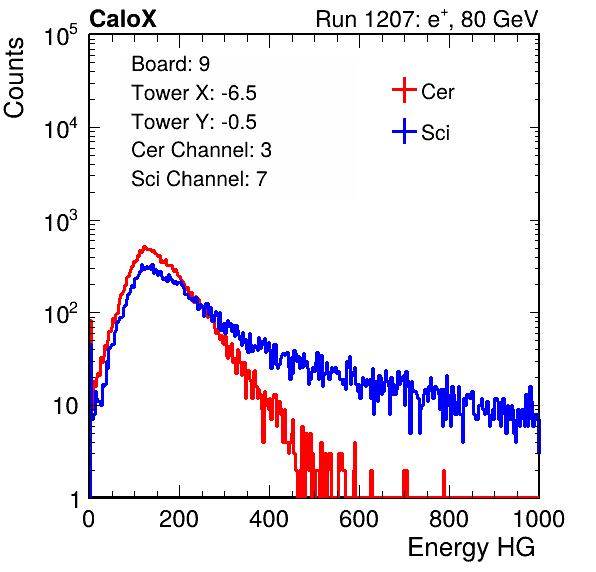 CaloX Run 1207: e⁺, 80 GeV
Counts
10⁵
10⁴
10³
10²
10
1
Board: 9
Tower X: -6.5
Tower Y: -0.5
Cer Channel: 3
Sci Channel: 7
Cer
Sci
0 200 400 600 800 1000
Energy HG